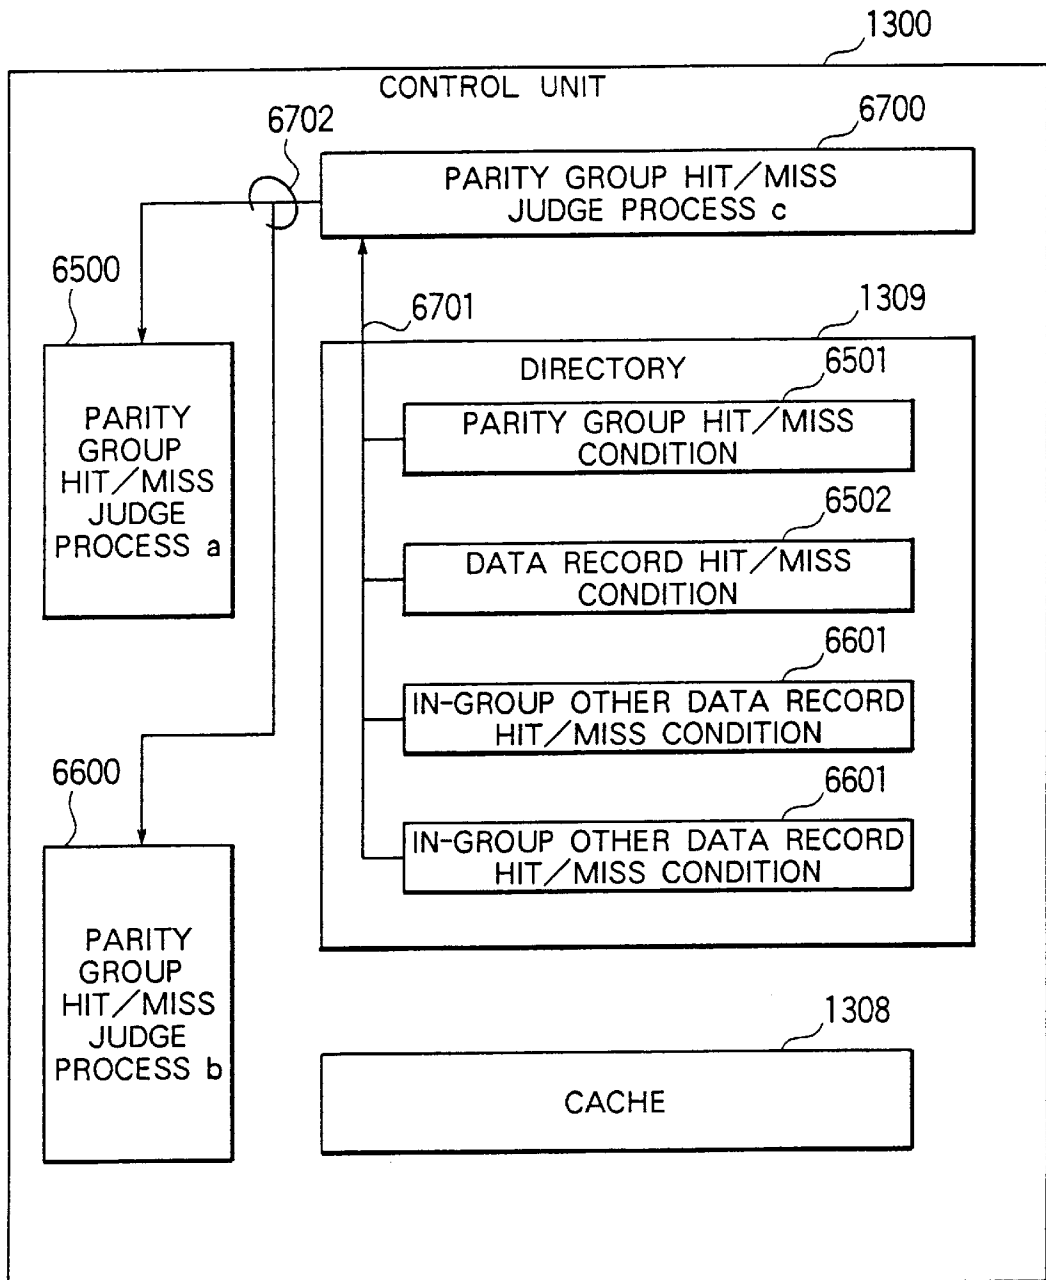 1300
CONTROL UNIT
6702
6700
PARITY GROUP HIT/MISS
JUDGE PROCESS c
6500
6701
1309
PARITY
GROUP
HIT/MISS
JUDGE
PROCESS a
DIRECTORY
6501
PARITY GROUP HIT/MISS
CONDITION
6502
DATA RECORD HIT/MISS
CONDITION
6601
IN-GROUP OTHER DATA RECORD
HIT/MISS CONDITION
6600
6601
IN-GROUP OTHER DATA RECORD
HIT/MISS CONDITION
PARITY
GROUP
HIT/MISS
JUDGE
PROCESS b
1308
CACHE